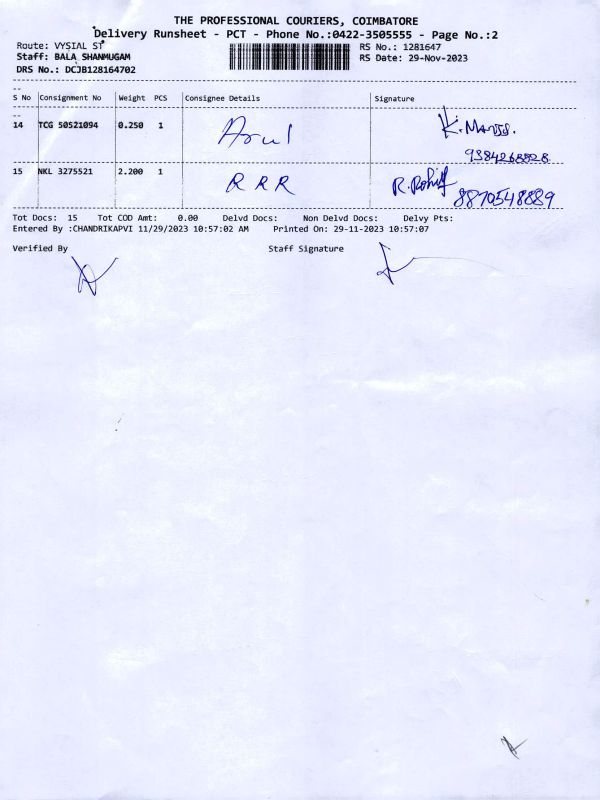 THE PROFESSIONAL COURIERS, COIMBATORE
Delivery Runsheet - PCT - Phone No.:0422-3505555 - Page No.:2
Route: VYSIAL ST
RS No.: 1281647
Staff: BALA SHANMUGAM
RS Date: 29-Nov-2023
DRS No.: DCJB128164702
S No Consignment No Weight PCS Consignee Details Signature
14 TCG 50521094 0.250 1 Arul K. Manoj.
9384268828
15 NKL 3275521 2.200 1 RRR R. Rohit
8870548889
Tot Docs: 15 Tot COD Amt: 0.00 Delvd Docs: Non Delvd Docs: Delvy Pts:
Entered By :CHANDRIKAPVI 11/29/2023 10:57:02 AM Printed On: 29-11-2023 10:57:07
Verified By Staff Signature